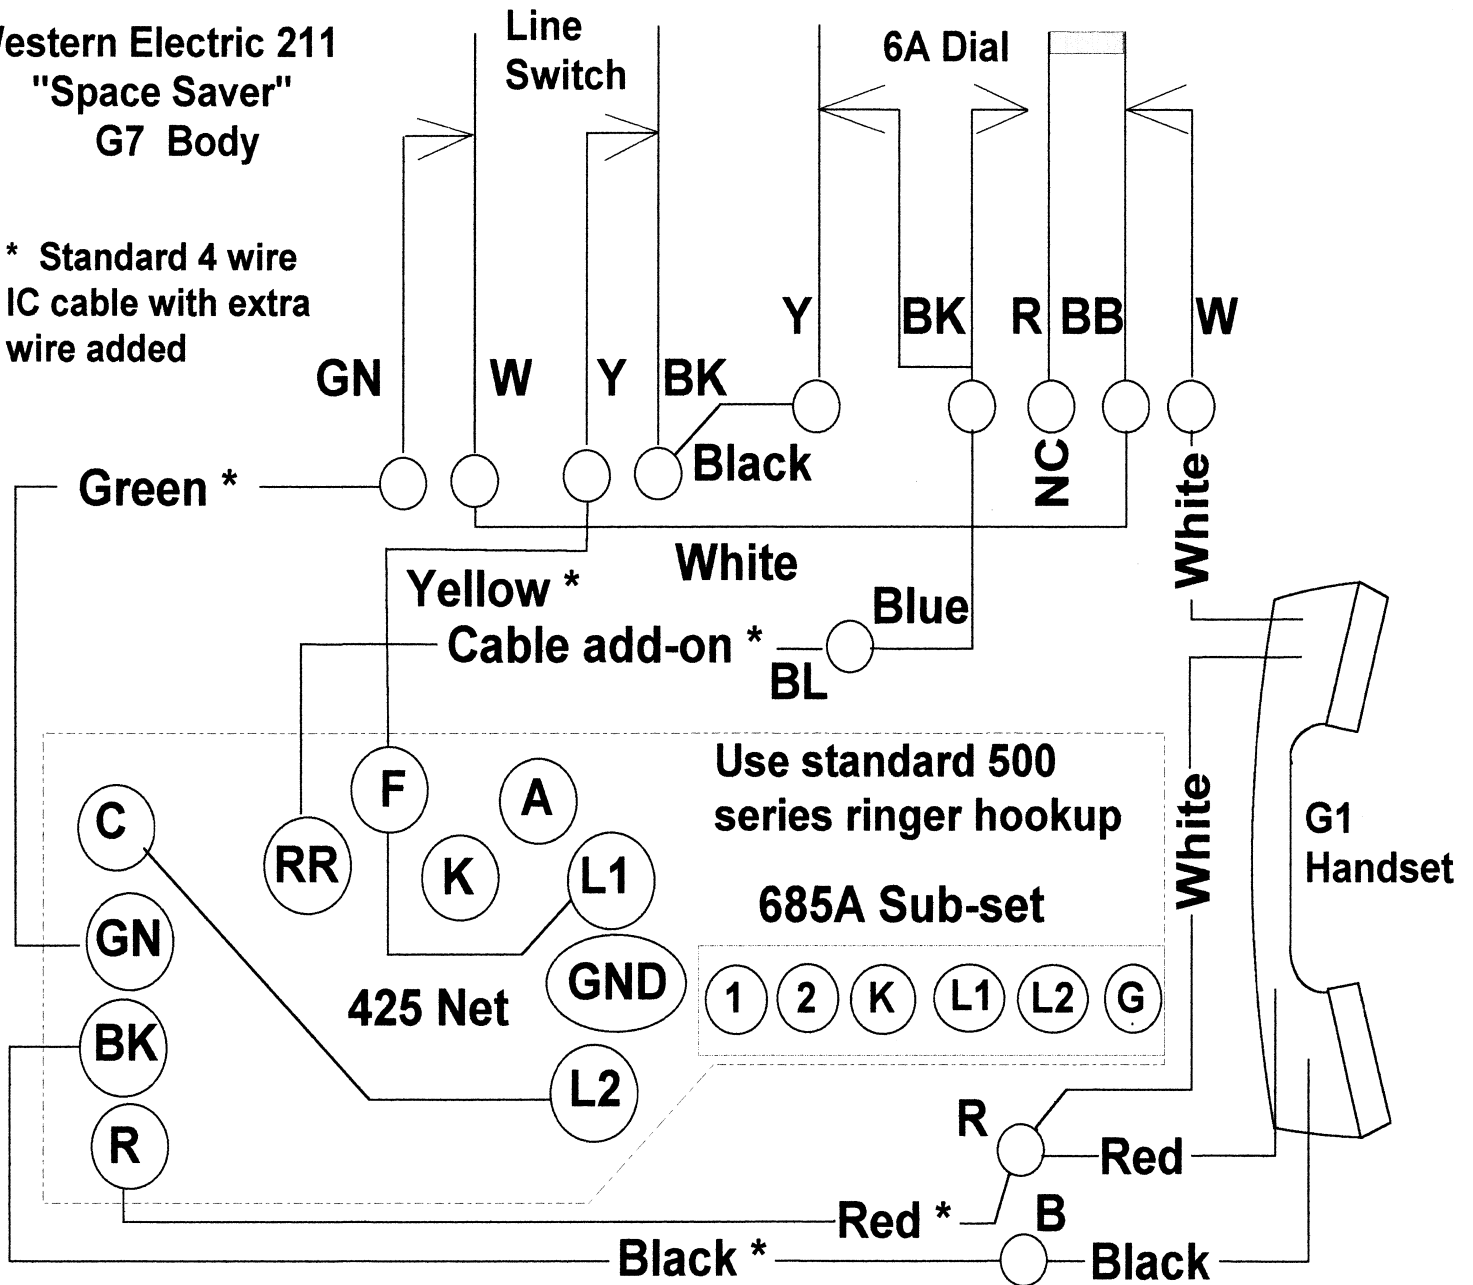 Western Electric 211
"Space Saver"
G7 Body
Line
Switch
6A Dial
* Standard 4 wire
IC cable with extra
wire added
GN W Y BK Y BK R BB W
Green *
Black
NC
White
White
Yellow *
Blue
Cable add-on *
BL
Use standard 500
series ringer hookup
White
G1
Handset
C
F
A
RR
K
L1
685A Sub-set
GN
GND
425 Net
1 2 K L1 L2 G
BK
L2
R
R
Red
Red *
B
Black *
Black